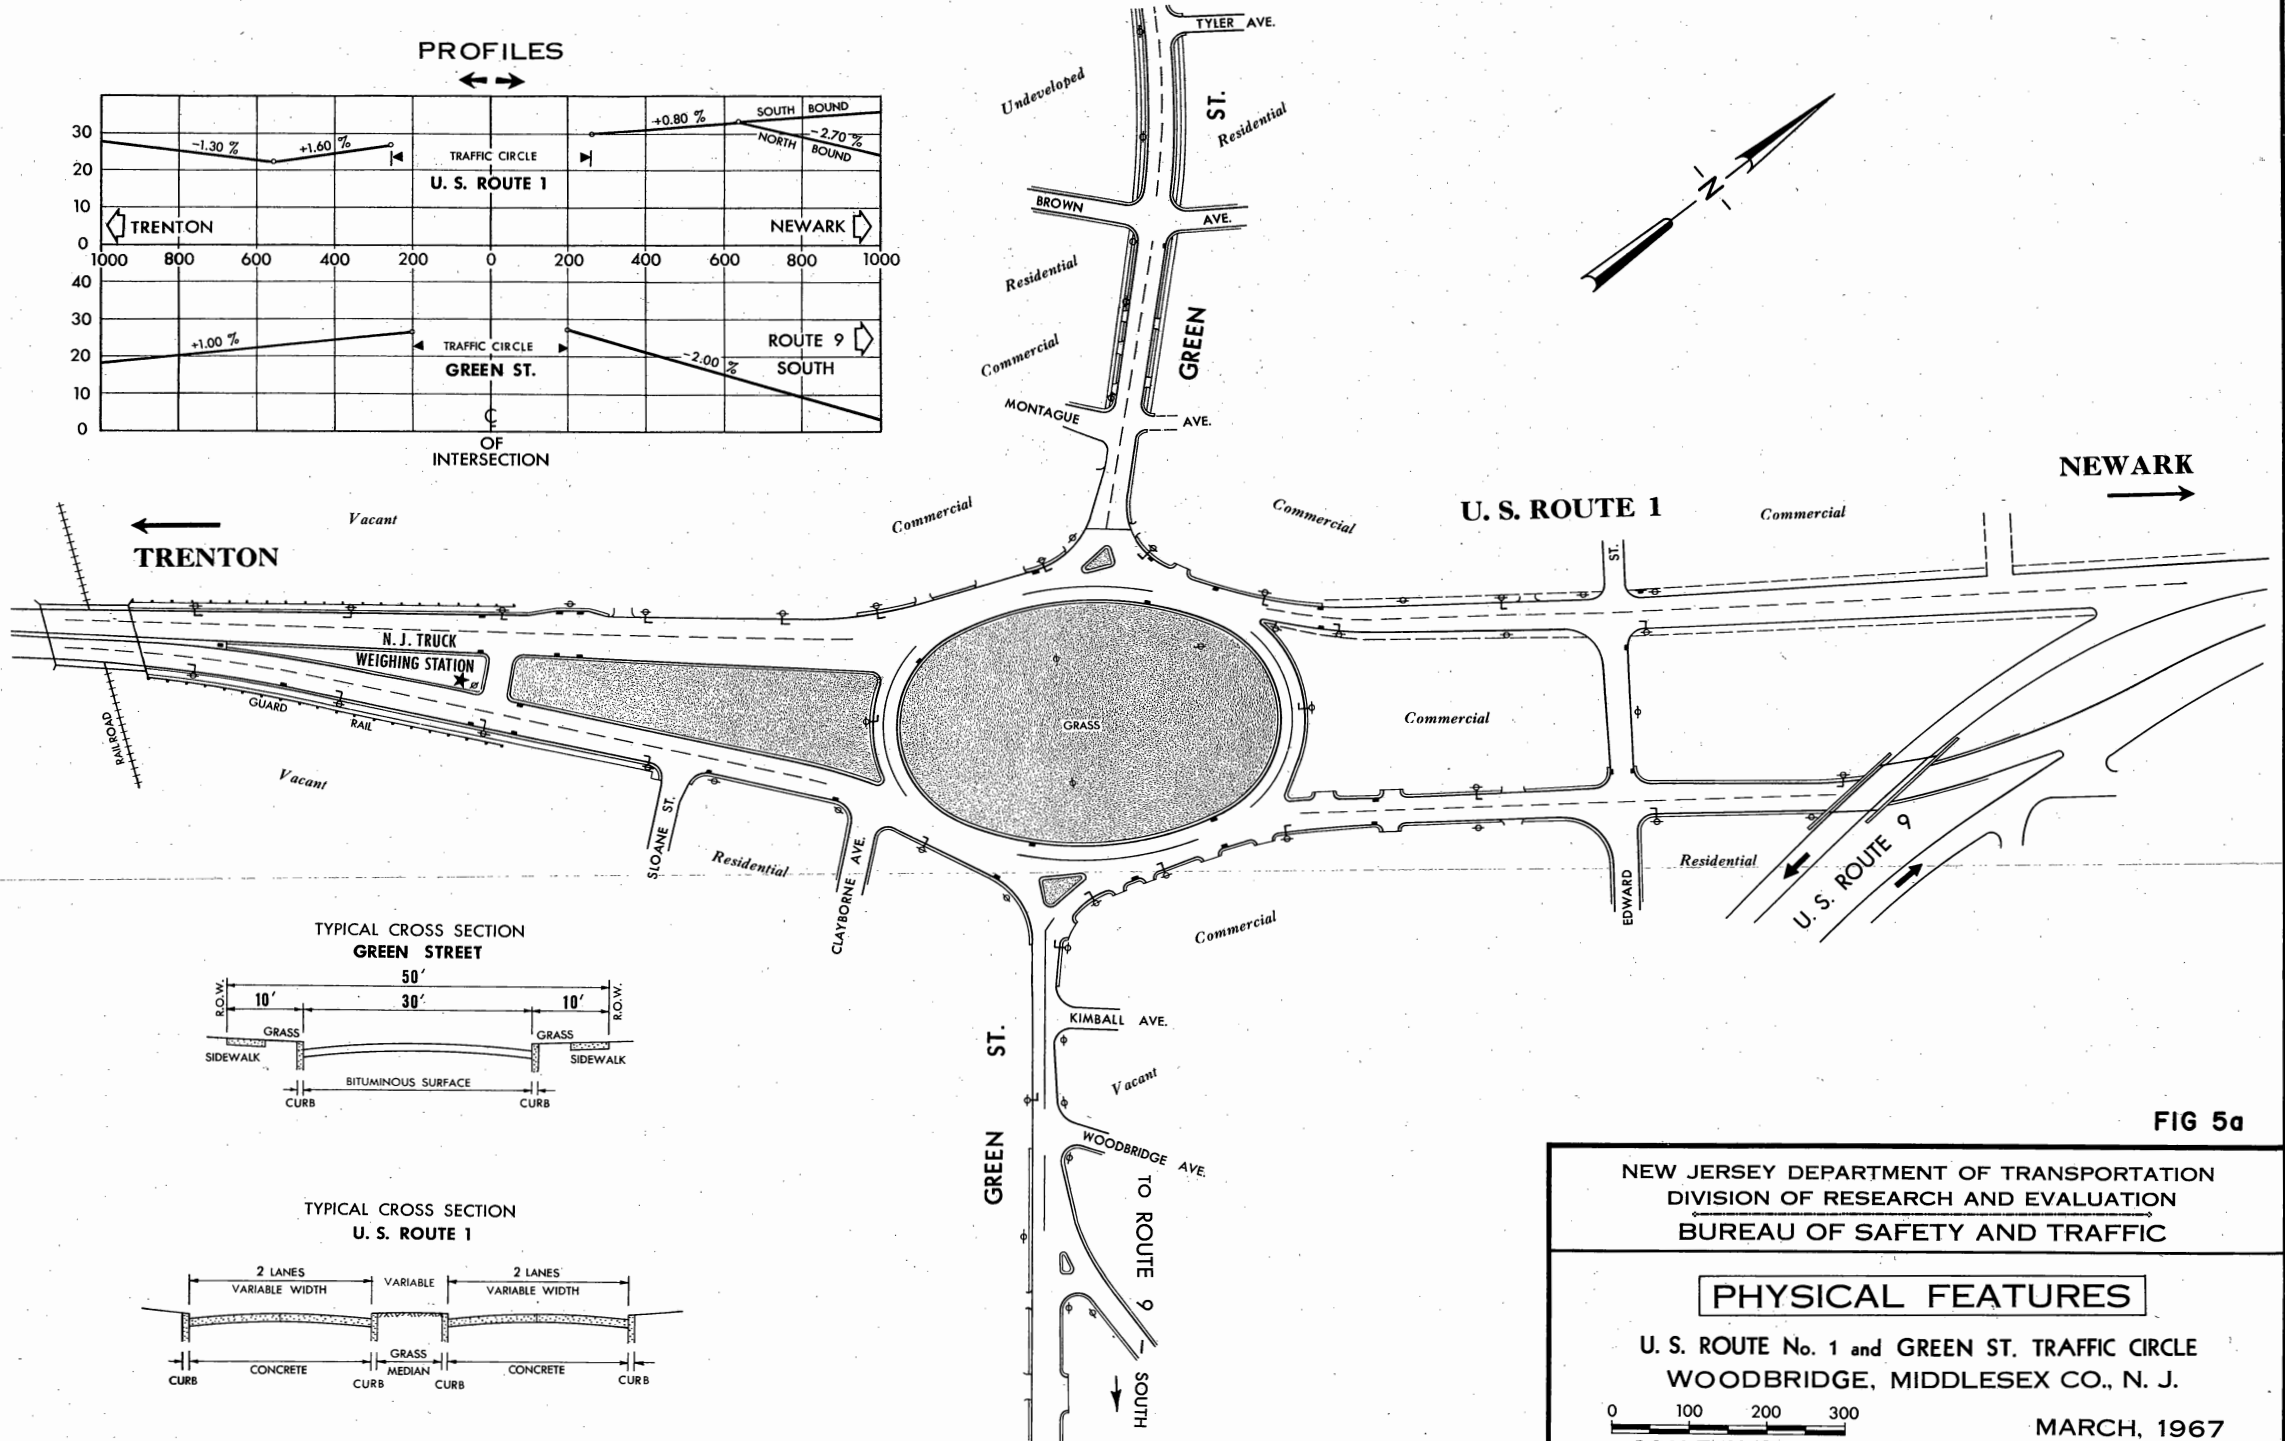 PROFILES
30
20
10
0
-1.30 %
+1.60 %
TRAFFIC CIRCLE
U. S. ROUTE 1
+0.80 %
SOUTH BOUND
-2.70 %
NORTH BOUND
TRENTON
NEWARK
1000 800 600 400 200 0 200 400 600 800 1000
40
30
20
10
0
+1.00 %
TRAFFIC CIRCLE
GREEN ST.
-2.00 %
ROUTE 9
SOUTH
℄
OF
INTERSECTION
TYLER AVE.
Undeveloped
ST.
Residential
BROWN AVE.
Residential
GREEN
Commercial
MONTAGUE AVE.
N
NEWARK
U. S. ROUTE 1
Commercial
Commercial
Commercial
Vacant
TRENTON
ST.
N. J. TRUCK
WEIGHING STATION
GUARD RAIL
RAILROAD
Vacant
GRASS
Commercial
SLOANE ST.
Residential
CLAYBORNE AVE.
Commercial
EDWARD
Residential
U. S. ROUTE 9
TYPICAL CROSS SECTION
GREEN STREET
50'
R.O.W.
10' 30' 10'
R.O.W.
GRASS GRASS
SIDEWALK SIDEWALK
BITUMINOUS SURFACE
CURB CURB
ST.
KIMBALL AVE.
Vacant
GREEN
WOODBRIDGE AVE.
TO ROUTE 9 - SOUTH
TYPICAL CROSS SECTION
U. S. ROUTE 1
2 LANES VARIABLE 2 LANES
VARIABLE WIDTH VARIABLE WIDTH
GRASS
CONCRETE MEDIAN CONCRETE
CURB CURB CURB CURB
FIG 5a
NEW JERSEY DEPARTMENT OF TRANSPORTATION
DIVISION OF RESEARCH AND EVALUATION
BUREAU OF SAFETY AND TRAFFIC
PHYSICAL FEATURES
U. S. ROUTE No. 1 and GREEN ST. TRAFFIC CIRCLE
WOODBRIDGE, MIDDLESEX CO., N. J.
0 100 200 300
MARCH, 1967